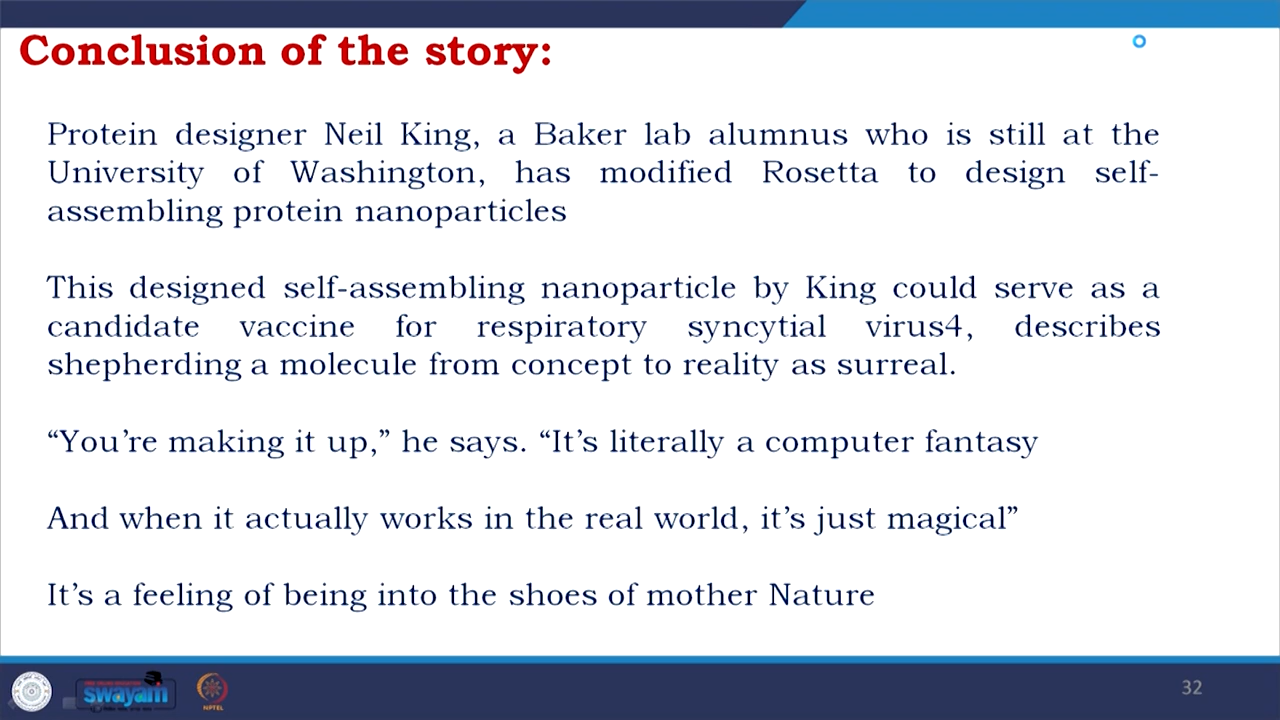 Conclusion of the story:
Protein designer Neil King, a Baker lab alumnus who is still at the
University of Washington, has modified Rosetta to design self-
assembling protein nanoparticles
This designed self-assembling nanoparticle by King could serve as a
candidate vaccine for respiratory syncytial virus4, describes
shepherding a molecule from concept to reality as surreal.
“You’re making it up,” he says. “It’s literally a computer fantasy
And when it actually works in the real world, it’s just magical”
It’s a feeling of being into the shoes of mother Nature
swayam
NPTEL
32